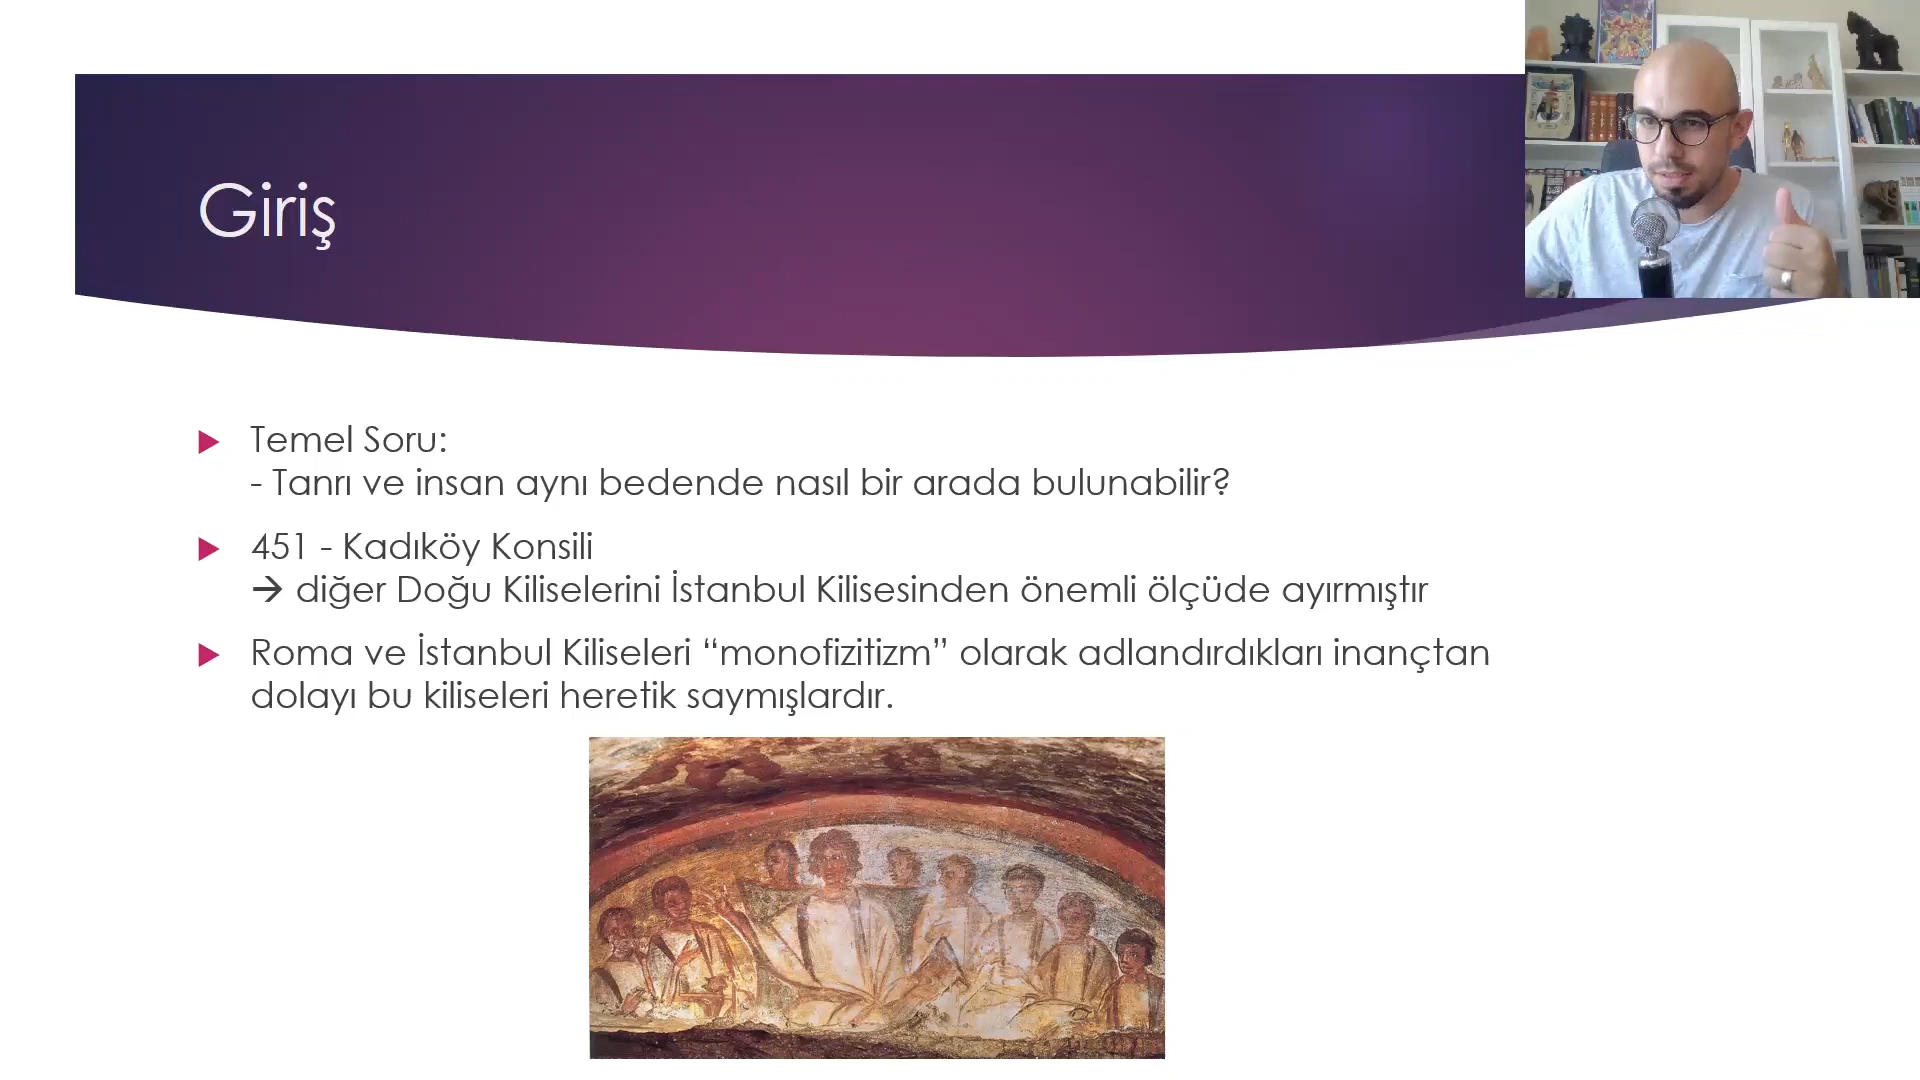 Giriş
Temel Soru:
- Tanrı ve insan aynı bedende nasıl bir arada bulunabilir?
451 - Kadıköy Konsili
→ diğer Doğu Kiliselerini İstanbul Kilisesinden önemli ölçüde ayırmıştır
Roma ve İstanbul Kiliseleri “monofizitizm” olarak adlandırdıkları inançtan
dolayı bu kiliseleri heretik saymışlardır.